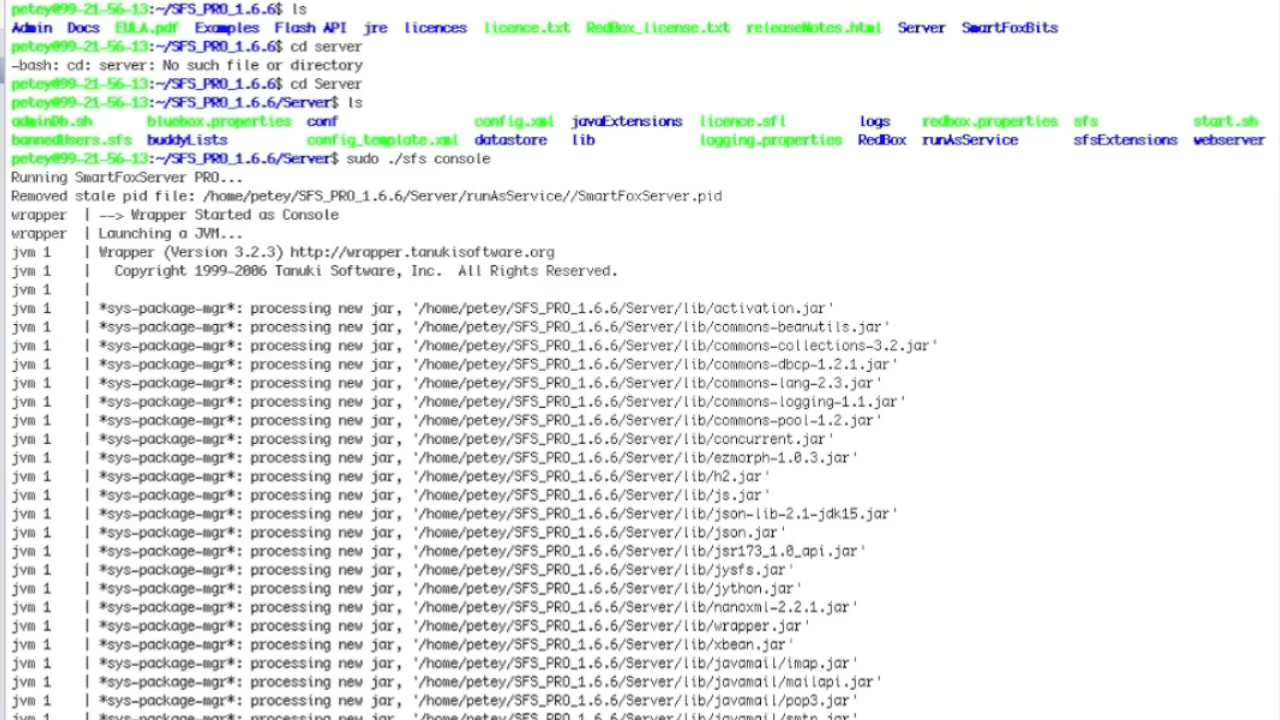 petey@99-21-56-13:~/SFS_PRO_1.6.6$ ls
Admin Docs EULA.pdf Examples Flash API jre licences licence.txt RedBox_license.txt releaseNotes.html Server SmartFoxBits
petey@99-21-56-13:~/SFS_PRO_1.6.6$ cd server
-bash: cd: server: No such file or directory
petey@99-21-56-13:~/SFS_PRO_1.6.6$ cd Server
petey@99-21-56-13:~/SFS_PRO_1.6.6/Server$ ls
adminDb.sh bluebox.properties conf config.xml javaExtensions licence.sfl logs redbox.properties sfs start.sh
bannedUsers.sfs buddyLists config_template.xml datastore lib logging.properties RedBox runAsService sfsExtensions webserver
petey@99-21-56-13:~/SFS_PRO_1.6.6/Server$ sudo ./sfs console
Running SmartFoxServer PRO...
Removed stale pid file: /home/petey/SFS_PRO_1.6.6/Server/runAsService//SmartFoxServer.pid
wrapper | --> Wrapper Started as Console
wrapper | Launching a JVM...
jvm 1 | Wrapper (Version 3.2.3) http://wrapper.tanukisoftware.org
jvm 1 | Copyright 1999-2006 Tanuki Software, Inc. All Rights Reserved.
jvm 1 |
jvm 1 | *sys-package-mgr*: processing new jar, '/home/petey/SFS_PRO_1.6.6/Server/lib/activation.jar'
jvm 1 | *sys-package-mgr*: processing new jar, '/home/petey/SFS_PRO_1.6.6/Server/lib/commons-beanutils.jar'
jvm 1 | *sys-package-mgr*: processing new jar, '/home/petey/SFS_PRO_1.6.6/Server/lib/commons-collections-3.2.jar'
jvm 1 | *sys-package-mgr*: processing new jar, '/home/petey/SFS_PRO_1.6.6/Server/lib/commons-dbcp-1.2.1.jar'
jvm 1 | *sys-package-mgr*: processing new jar, '/home/petey/SFS_PRO_1.6.6/Server/lib/commons-lang-2.3.jar'
jvm 1 | *sys-package-mgr*: processing new jar, '/home/petey/SFS_PRO_1.6.6/Server/lib/commons-logging-1.1.jar'
jvm 1 | *sys-package-mgr*: processing new jar, '/home/petey/SFS_PRO_1.6.6/Server/lib/commons-pool-1.2.jar'
jvm 1 | *sys-package-mgr*: processing new jar, '/home/petey/SFS_PRO_1.6.6/Server/lib/concurrent.jar'
jvm 1 | *sys-package-mgr*: processing new jar, '/home/petey/SFS_PRO_1.6.6/Server/lib/ezmorph-1.0.3.jar'
jvm 1 | *sys-package-mgr*: processing new jar, '/home/petey/SFS_PRO_1.6.6/Server/lib/h2.jar'
jvm 1 | *sys-package-mgr*: processing new jar, '/home/petey/SFS_PRO_1.6.6/Server/lib/js.jar'
jvm 1 | *sys-package-mgr*: processing new jar, '/home/petey/SFS_PRO_1.6.6/Server/lib/json-lib-2.1-jdk15.jar'
jvm 1 | *sys-package-mgr*: processing new jar, '/home/petey/SFS_PRO_1.6.6/Server/lib/json.jar'
jvm 1 | *sys-package-mgr*: processing new jar, '/home/petey/SFS_PRO_1.6.6/Server/lib/jsr173_1.0_api.jar'
jvm 1 | *sys-package-mgr*: processing new jar, '/home/petey/SFS_PRO_1.6.6/Server/lib/jysfs.jar'
jvm 1 | *sys-package-mgr*: processing new jar, '/home/petey/SFS_PRO_1.6.6/Server/lib/jython.jar'
jvm 1 | *sys-package-mgr*: processing new jar, '/home/petey/SFS_PRO_1.6.6/Server/lib/nanoxml-2.2.1.jar'
jvm 1 | *sys-package-mgr*: processing new jar, '/home/petey/SFS_PRO_1.6.6/Server/lib/wrapper.jar'
jvm 1 | *sys-package-mgr*: processing new jar, '/home/petey/SFS_PRO_1.6.6/Server/lib/xbean.jar'
jvm 1 | *sys-package-mgr*: processing new jar, '/home/petey/SFS_PRO_1.6.6/Server/lib/javamail/imap.jar'
jvm 1 | *sys-package-mgr*: processing new jar, '/home/petey/SFS_PRO_1.6.6/Server/lib/javamail/mailapi.jar'
jvm 1 | *sys-package-mgr*: processing new jar, '/home/petey/SFS_PRO_1.6.6/Server/lib/javamail/pop3.jar'
jvm 1 | *sys-package-mgr*: processing new jar, '/home/petey/SFS_PRO_1.6.6/Server/lib/javamail/smtp.jar'